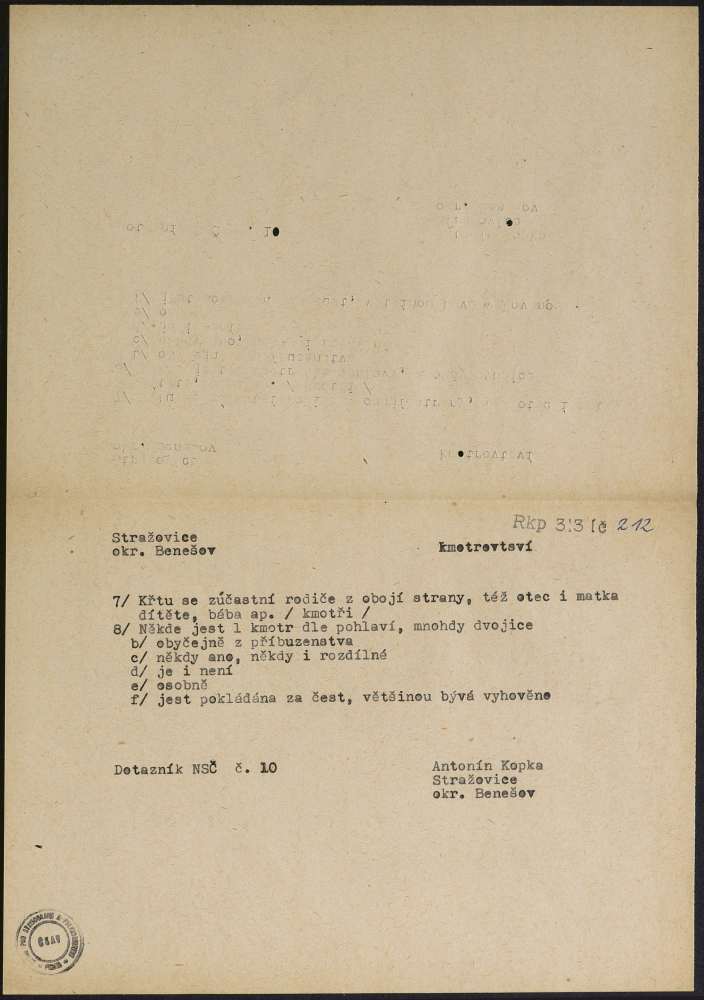 Rkp 313 lč 212
Stražovice
okr. Benešov
kmotrovtsví
7/ Křtu se zúčastní rodiče z obojí strany, též otec i matka
dítěte, bába ap. / kmotři /
8/ Někde jest 1 kmotr dle pohlaví, mnohdy dvojice
b/ obyčejně z příbuzenstva
c/ někdy ano, někdy i rozdílné
d/ je i není
e/ osobně
f/ jest pokládána za čest, většinou bývá vyhověno
Dotazník NSČ č. 10
Antonín Kopka
Stražovice
okr. Benešov
ČSAV